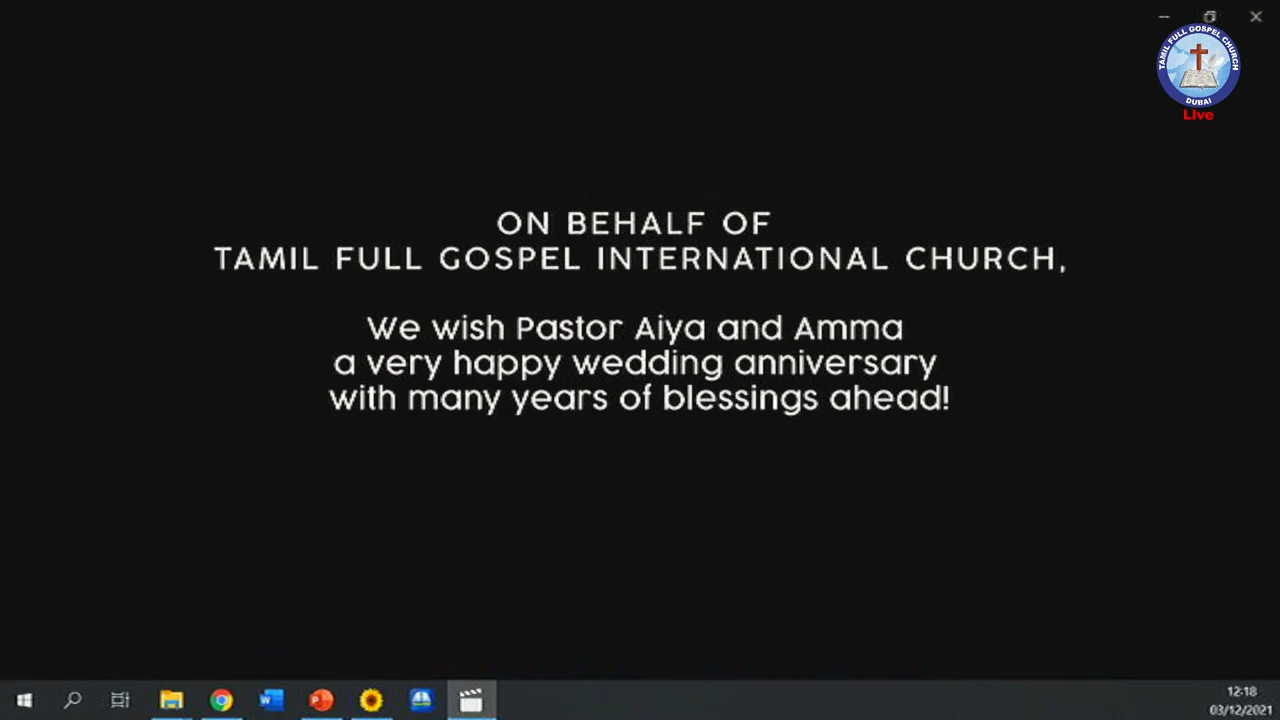 TAMIL FULL GOSPEL CHURCH
DUBAI
Live
ON BEHALF OF
TAMIL FULL GOSPEL INTERNATIONAL CHURCH,
We wish Pastor Aiya and Amma
a very happy wedding anniversary
with many years of blessings ahead!
12:18
03/12/2021